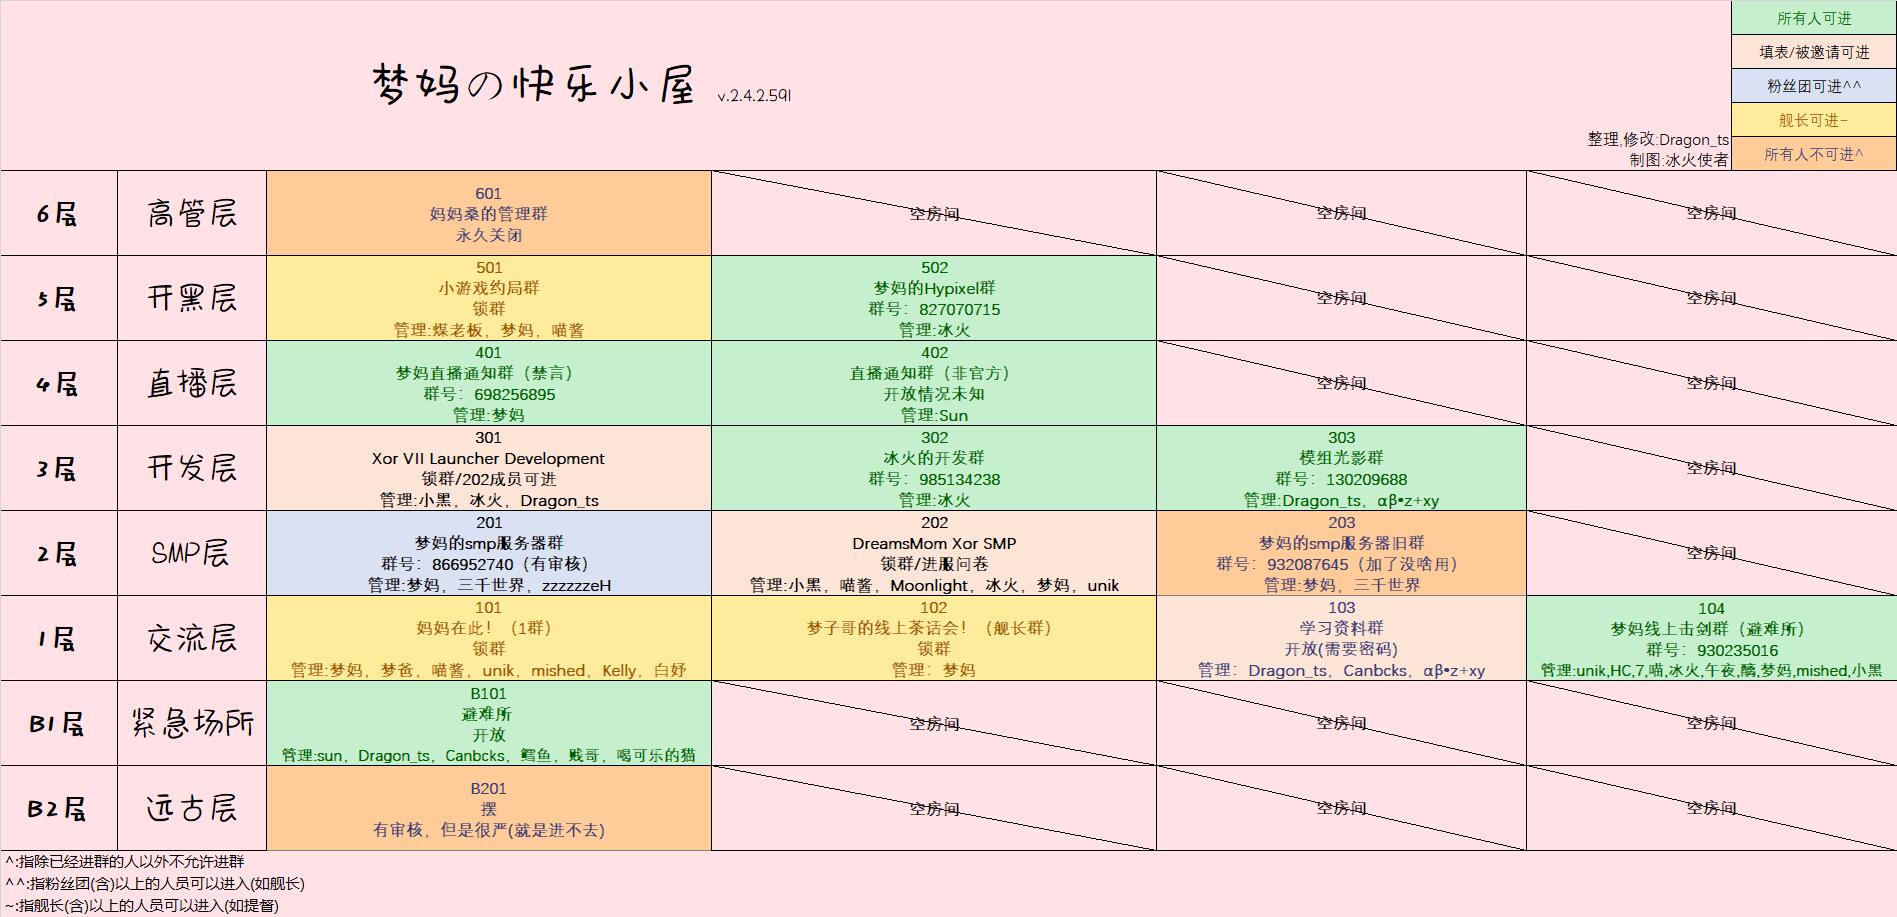 梦妈の快乐小屋 v.2.4.2.591
所有人可进
填表/被邀请可进
粉丝团可进^^
舰长可进~
所有人不可进^
整理,修改:Dragon_ts
制图:冰火使者
6层
高管层
601
妈妈桑的管理群
永久关闭
空房间
空房间
空房间
5层
开黑层
501
小游戏约局群
锁群
管理:煤老板，梦妈，喵酱
502
梦妈的Hypixel群
群号：827070715
管理:冰火
空房间
空房间
4层
直播层
401
梦妈直播通知群（禁言）
群号：698256895
管理:梦妈
402
直播通知群（非官方）
开放情况未知
管理:Sun
空房间
空房间
3层
开发层
301
Xor VII Launcher Development
锁群/202成员可进
管理:小黑，冰火，Dragon_ts
302
冰火的开发群
群号：985134238
管理:冰火
303
模组光影群
群号：130209688
管理:Dragon_ts，αβ•z+xy
空房间
2层
SMP层
201
梦妈的smp服务器群
群号：866952740（有审核）
管理:梦妈，三千世界，zzzzzzeH
202
DreamsMom Xor SMP
锁群/进服问卷
管理:小黑，喵酱，Moonlight，冰火，梦妈，unik
203
梦妈的smp服务器旧群
群号：932087645（加了没啥用）
管理:梦妈，三千世界
空房间
1层
交流层
101
妈妈在此！（1群）
锁群
管理:梦妈，梦爸，喵酱，unik，mished，Kelly，白妤
102
梦子哥的线上茶话会！（舰长群）
锁群
管理：梦妈
103
学习资料群
开放(需要密码)
管理：Dragon_ts，Canbcks，αβ•z+xy
104
梦妈线上击剑群（避难所）
群号：930235016
管理:unik,HC,7,喵,冰火,午夜,醨,梦妈,mished,小黑
B1层
紧急场所
B101
避难所
开放
管理:sun，Dragon_ts，Canbcks，鳄鱼，贱哥，喝可乐的猫
空房间
空房间
空房间
B2层
远古层
B201
摆
有审核，但是很严(就是进不去)
空房间
空房间
空房间
^:指除已经进群的人以外不允许进群
^^:指粉丝团(含)以上的人员可以进入(如舰长)
~:指舰长(含)以上的人员可以进入(如提督)